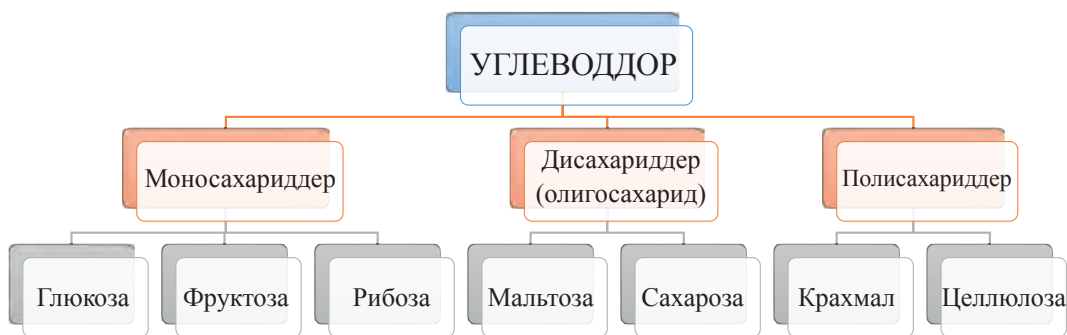 УГЛЕВОДДОР
Моносахариддер
Дисахариддер
(олигосахарид)
Полисахариддер
Глюкоза
Фруктоза
Рибоза
Мальтоза
Сахароза
Крахмал
Целлюлоза